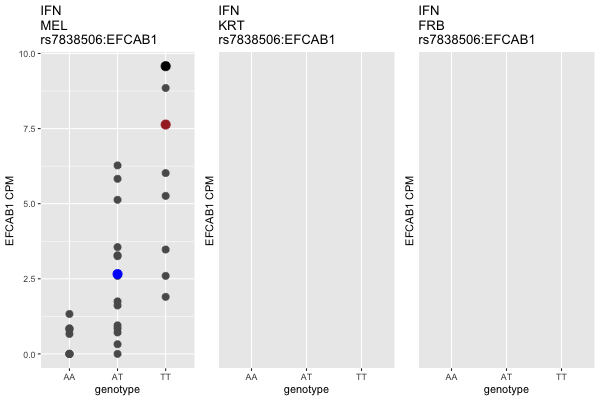 IFN
MEL
rs7838506:EFCAB1
EFCAB1 CPM
10.0
7.5
5.0
2.5
0.0
AA AT TT
genotype
IFN
KRT
rs7838506:EFCAB1
EFCAB1 CPM
AA AT TT
genotype
IFN
FRB
rs7838506:EFCAB1
EFCAB1 CPM
AA AT TT
genotype